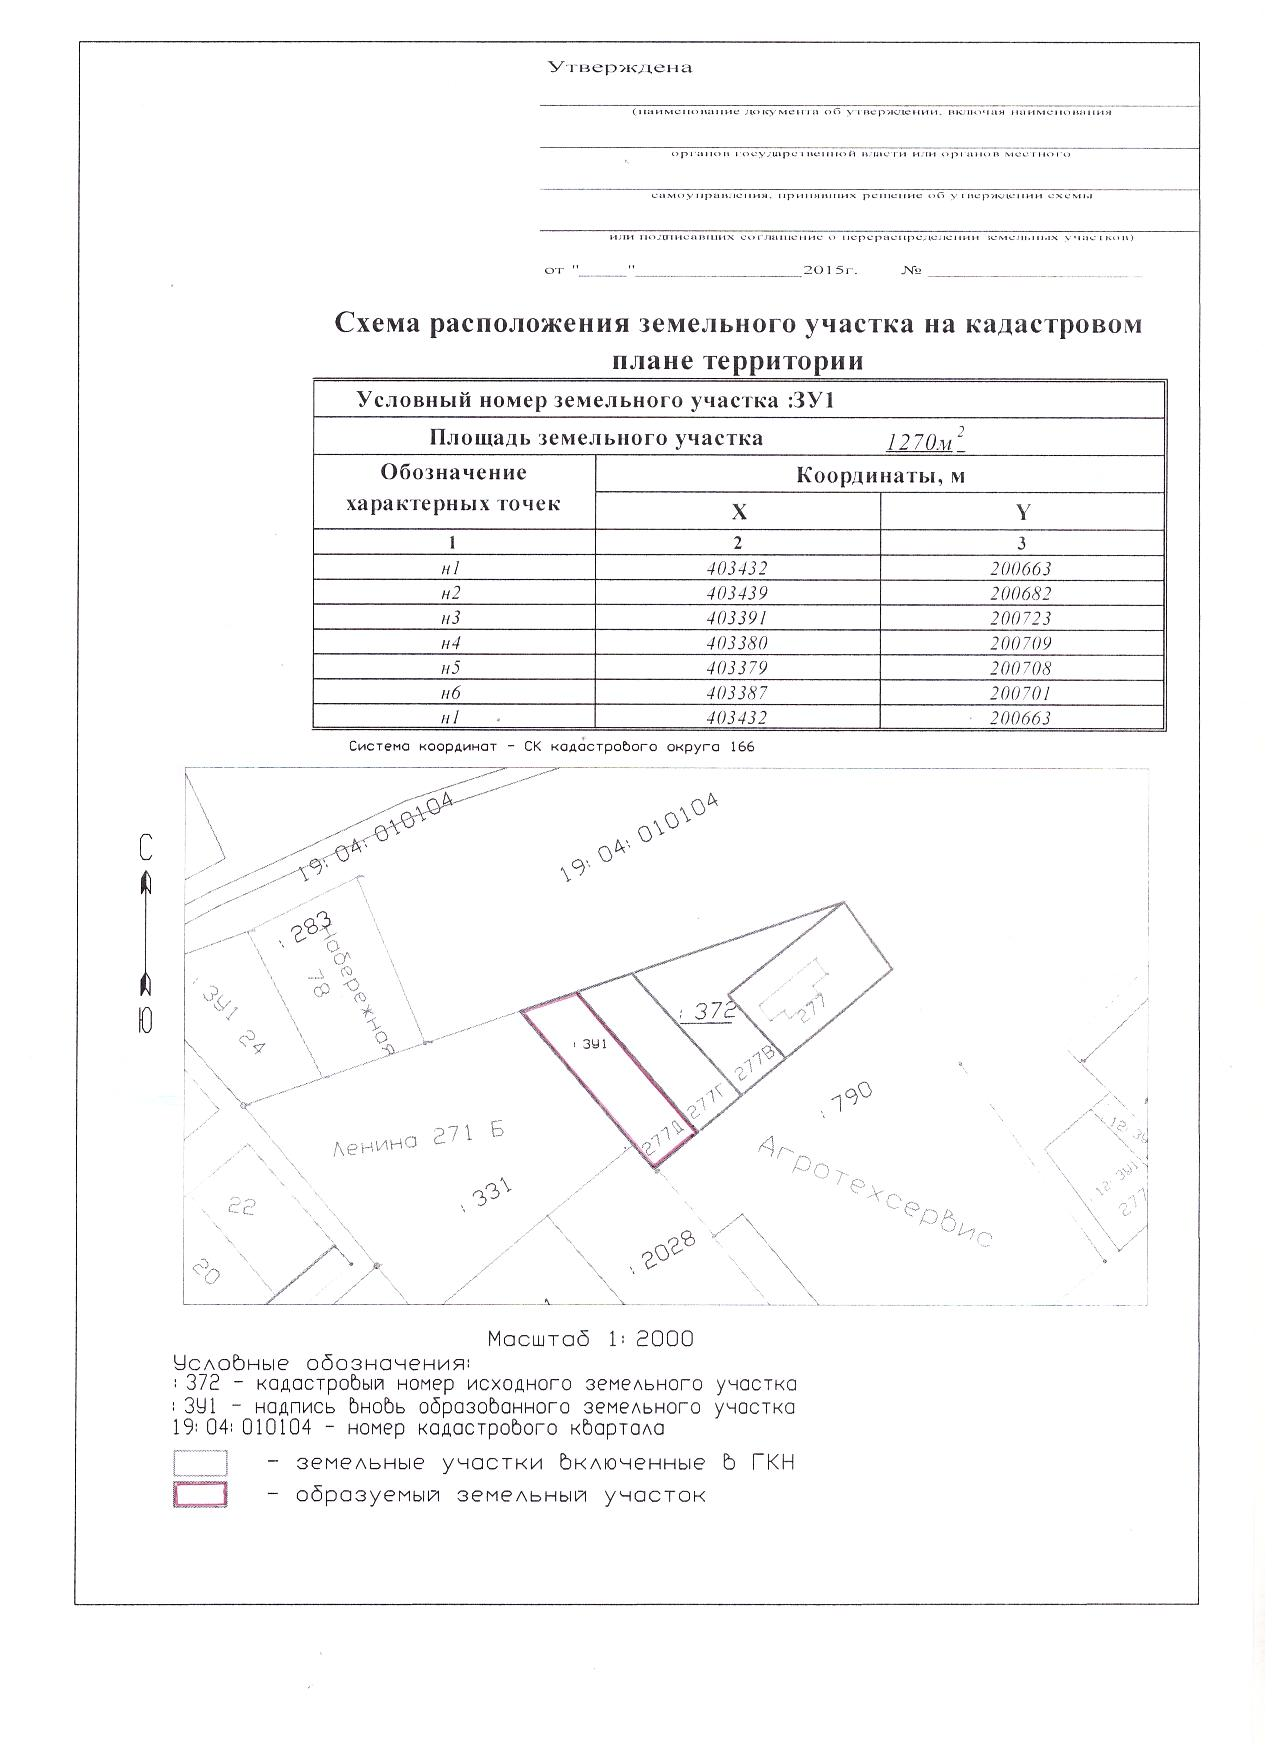 Утверждена
(наименование документа об утверждении, включая наименования
органов государственной власти или органов местного
самоуправления, принявших решение об утверждении схемы
или подписавших соглашение о перераспределении земельных участков)
от "______"____________________2015г. № __________________________
Схема расположения земельного участка на кадастровом
плане территории
Условный номер земельного участка :ЗУ1
Площадь земельного участка 1270м²
Обозначение характерных точек Координаты, м
X Y
1 2 3
н1 403432 200663
н2 403439 200682
н3 403391 200723
н4 403380 200709
н5 403379 200708
н6 403387 200701
н1 403432 200663
Система координат - СК кадастрового округа 166
С
Ю
19: 04: 010104
19: 04: 010104
: 283
Набережная
78
: ЗУ1
24
: 372
277
: ЗУ1
277В
277Г
277Д
: 790
Ленина 271 Б
Агротехсервис
: 331
: 2028
22
20
: 12: ЗУ1
277
Масштаб 1: 2000
Условные обозначения:
: 372 - кадастровый номер исходного земельного участка
: ЗУ1 - надпись вновь образованного земельного участка
19: 04: 010104 - номер кадастрового квартала
- земельные участки включенные в ГКН
- образуемый земельный участок